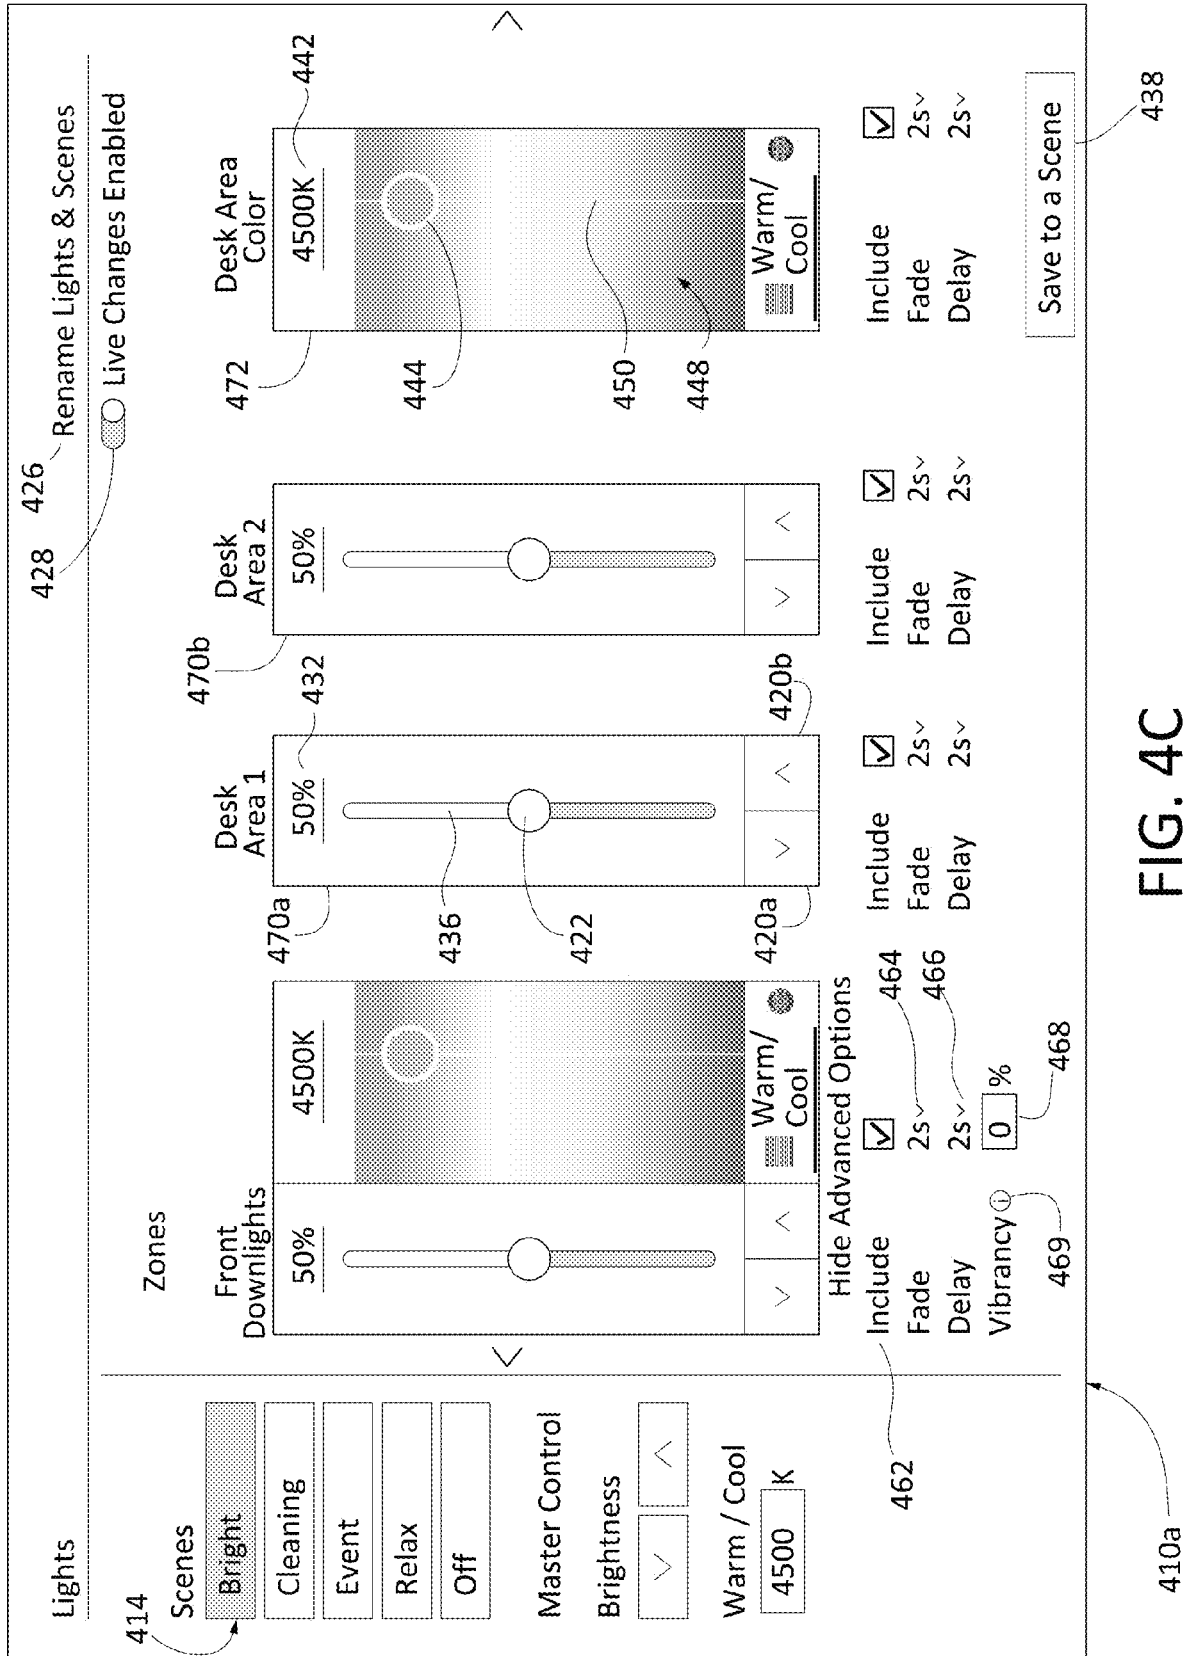 Lights
426
Rename Lights & Scenes
428
Live Changes Enabled
414
Scenes
Bright
Cleaning
Event
Relax
Off
Master Control
Brightness
Warm / Cool
4500 K
Zones
Front
Downlights
50%
4500K
Warm/
Cool
Hide Advanced Options
Include
Fade 2s
Delay 2s
Vibrancy i 0 %
462
464
466
468
469
470a
Desk
Area 1
50%
432
436
422
420a
420b
Include
Fade 2s
Delay 2s
470b
Desk
Area 2
50%
Include
Fade 2s
Delay 2s
472
Desk Area
Color
4500K
442
444
450
448
Warm/
Cool
Include
Fade 2s
Delay 2s
Save to a Scene
438
410a
FIG. 4C